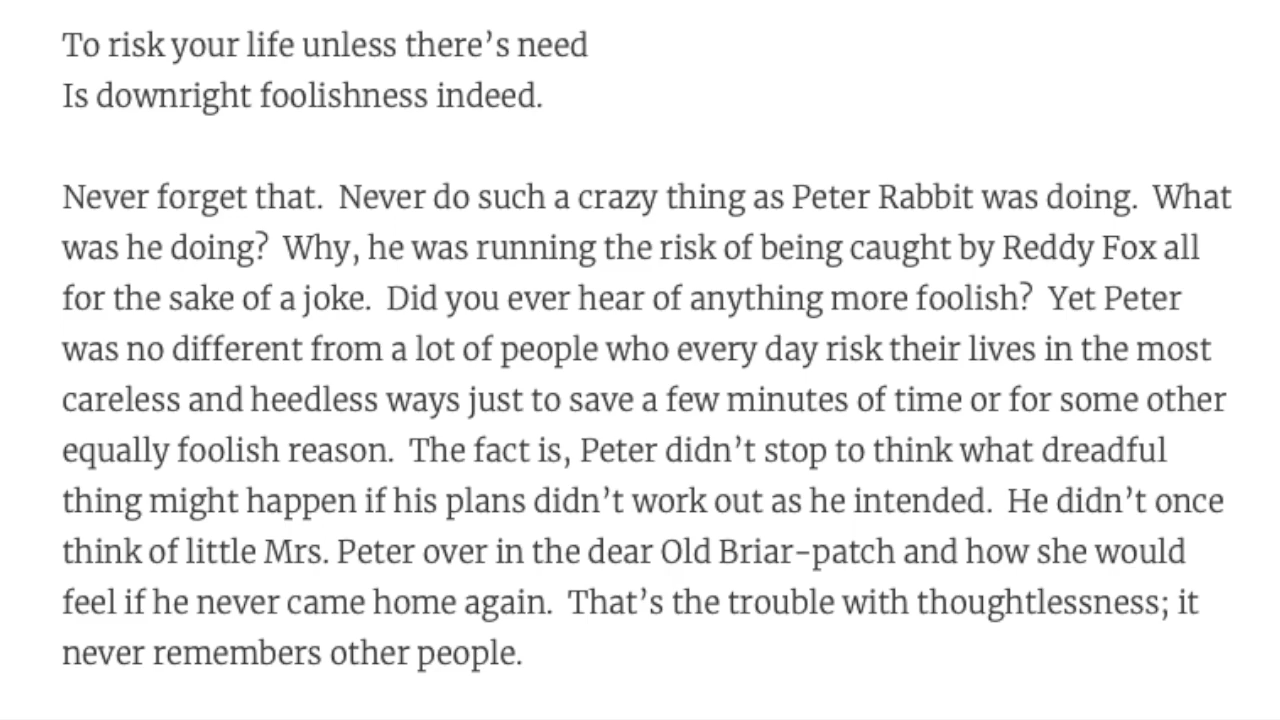 To risk your life unless there’s need
Is downright foolishness indeed.
Never forget that.  Never do such a crazy thing as Peter Rabbit was doing.  What
was he doing?  Why, he was running the risk of being caught by Reddy Fox all
for the sake of a joke.  Did you ever hear of anything more foolish?  Yet Peter
was no different from a lot of people who every day risk their lives in the most
careless and heedless ways just to save a few minutes of time or for some other
equally foolish reason.  The fact is, Peter didn’t stop to think what dreadful
thing might happen if his plans didn’t work out as he intended.  He didn’t once
think of little Mrs. Peter over in the dear Old Briar-patch and how she would
feel if he never came home again.  That’s the trouble with thoughtlessness; it
never remembers other people.